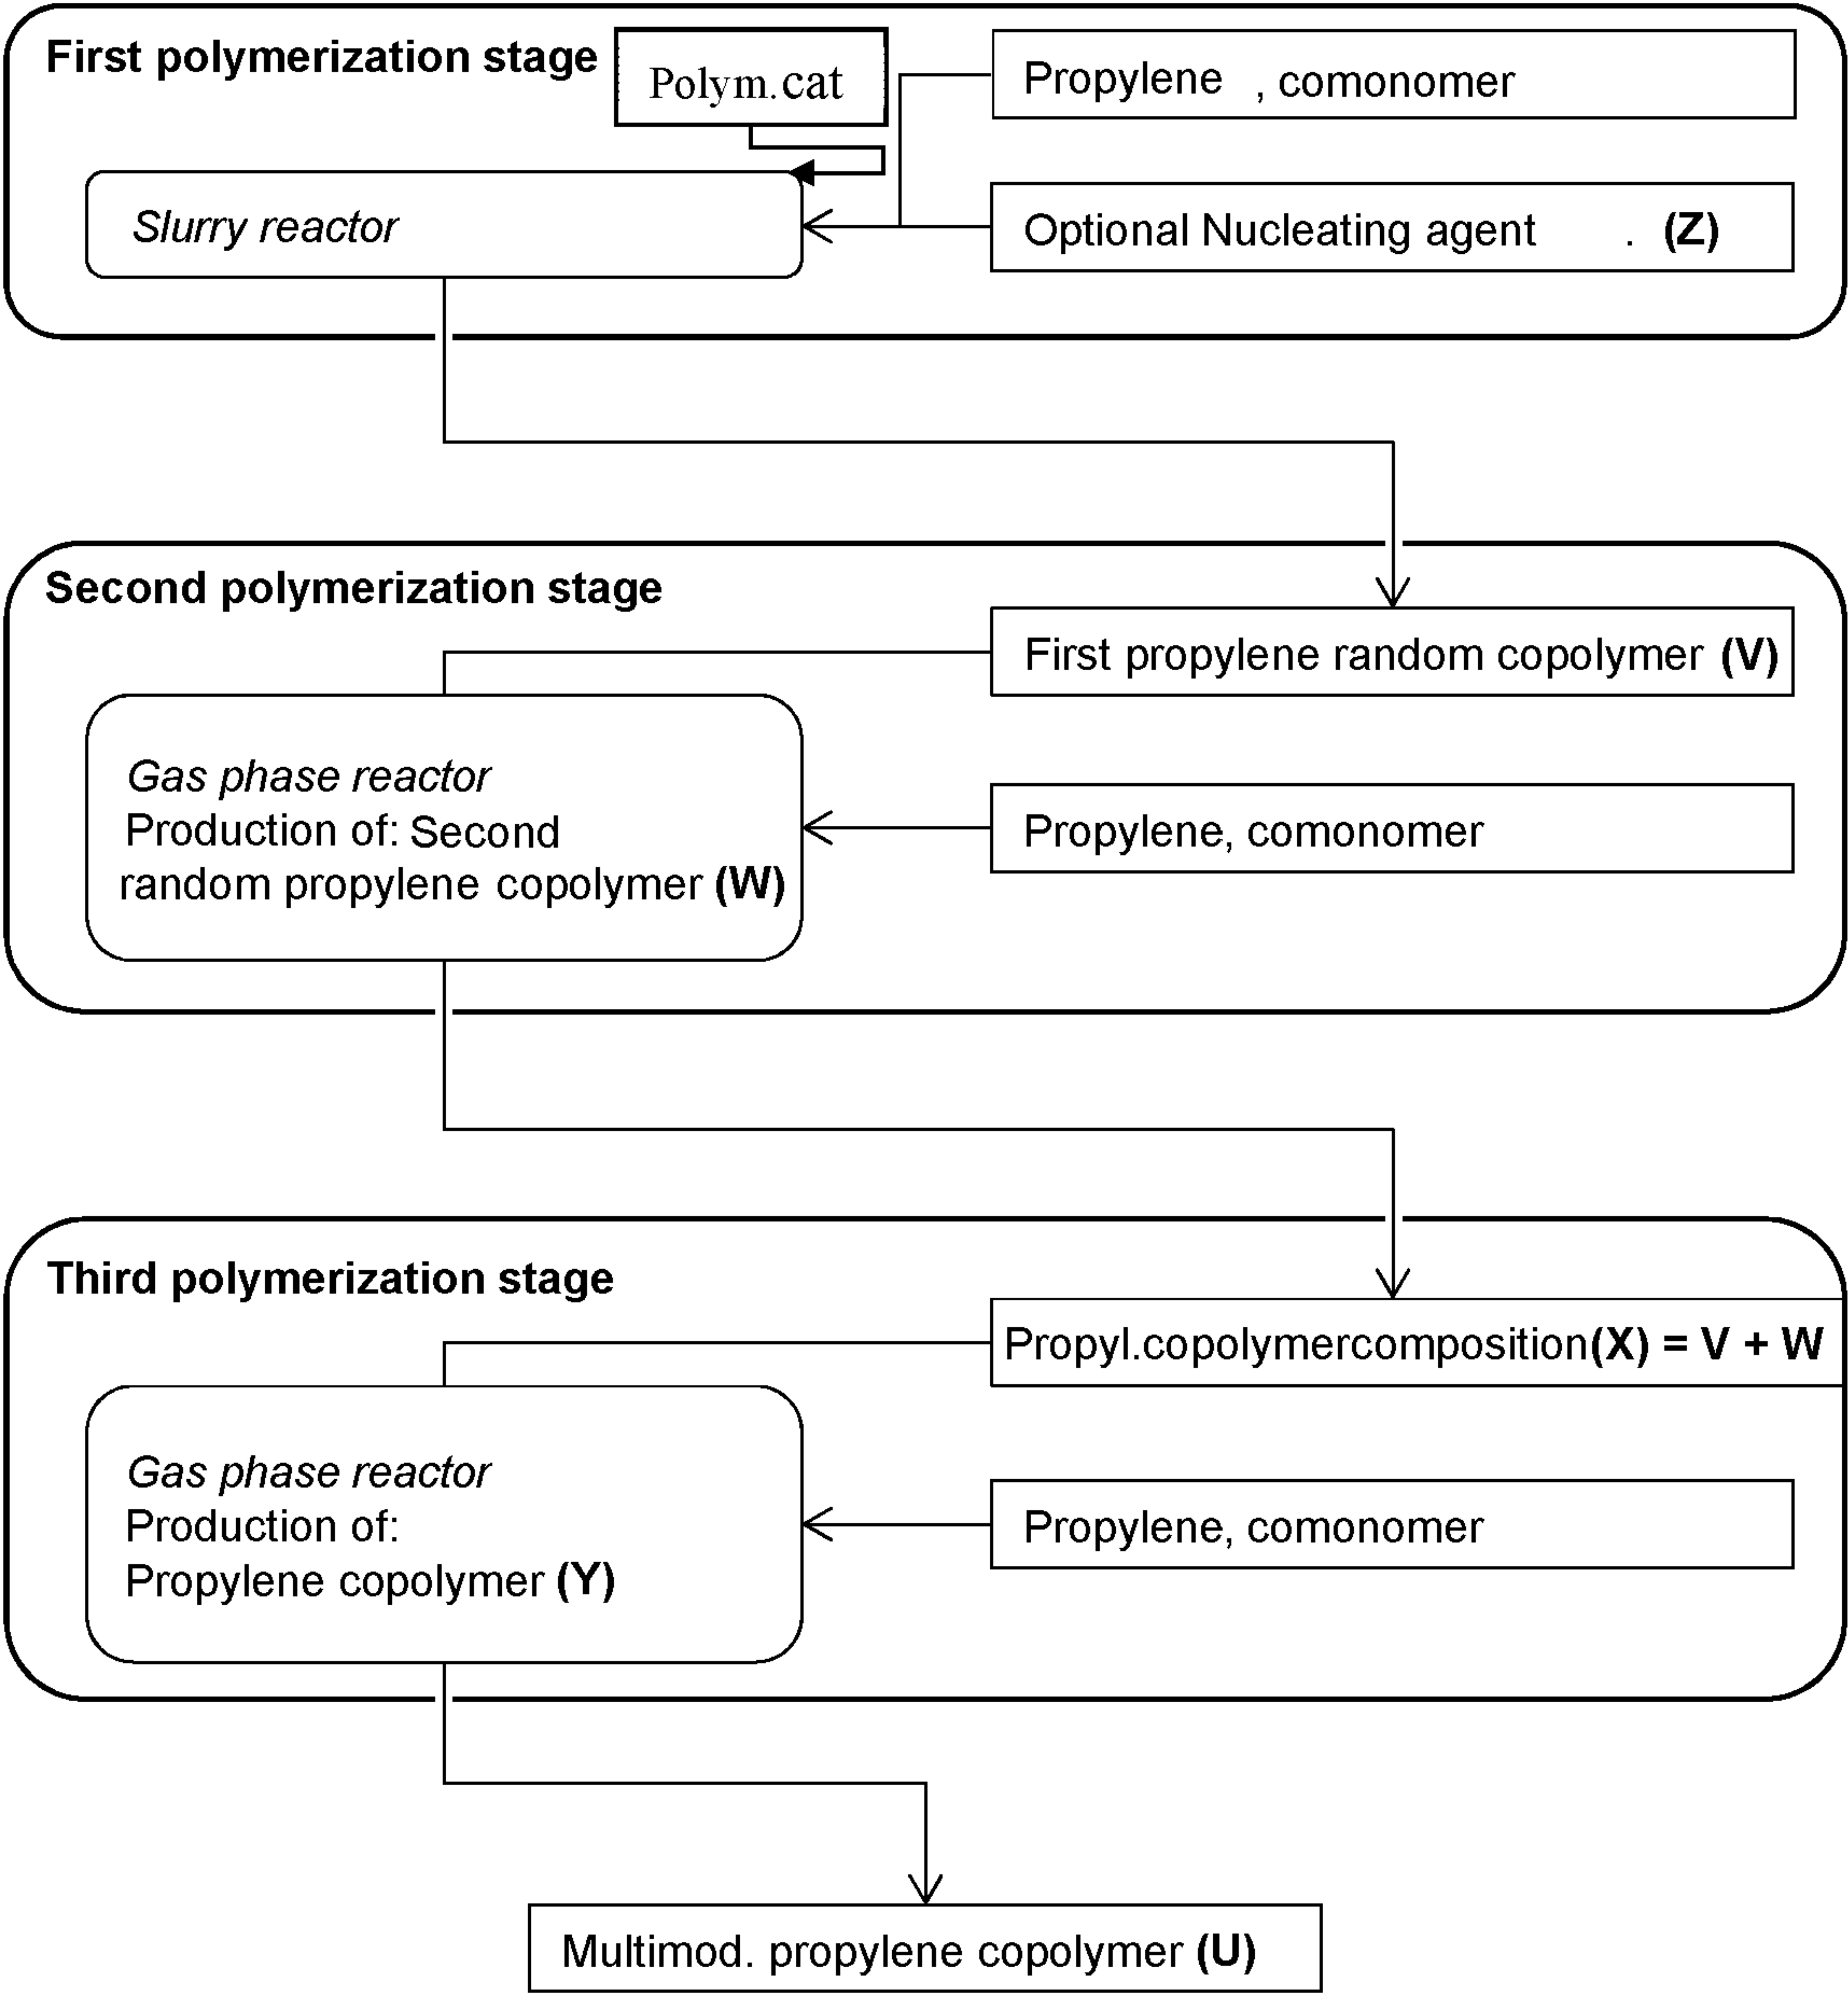 First polymerization stage
Polym.cat
Propylene , comonomer
Slurry reactor
Optional Nucleating agent . (Z)
Second polymerization stage
First propylene random copolymer (V)
Gas phase reactor
Production of: Second
random propylene copolymer (W)
Propylene, comonomer
Third polymerization stage
Propyl.copolymercomposition(X) = V + W
Gas phase reactor
Production of:
Propylene copolymer (Y)
Propylene, comonomer
Multimod. propylene copolymer (U)